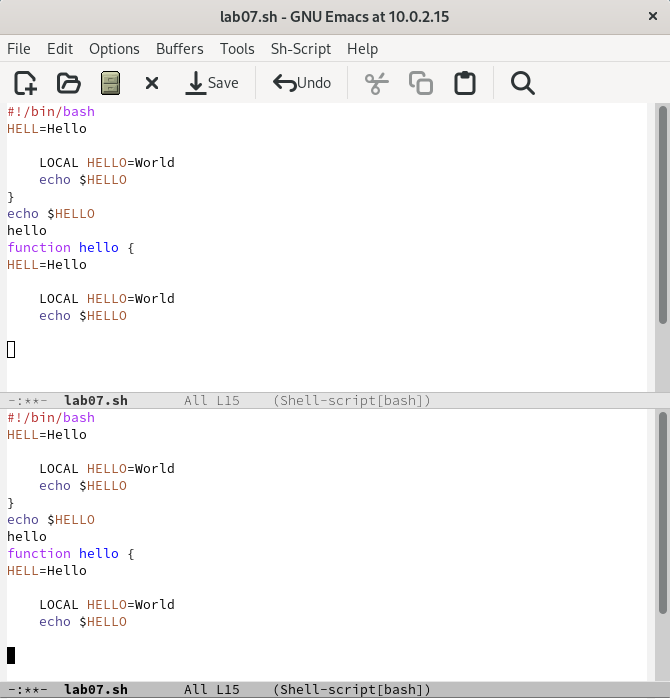 lab07.sh - GNU Emacs at 10.0.2.15
File Edit Options Buffers Tools Sh-Script Help
Save Undo
#!/bin/bash
HELL=Hello
LOCAL HELLO=World
echo $HELLO
}
echo $HELLO
hello
function hello {
HELL=Hello
LOCAL HELLO=World
echo $HELLO
-:**- lab07.sh All L15 (Shell-script[bash])
#!/bin/bash
HELL=Hello
LOCAL HELLO=World
echo $HELLO
}
echo $HELLO
hello
function hello {
HELL=Hello
LOCAL HELLO=World
echo $HELLO
-:**- lab07.sh All L15 (Shell-script[bash])